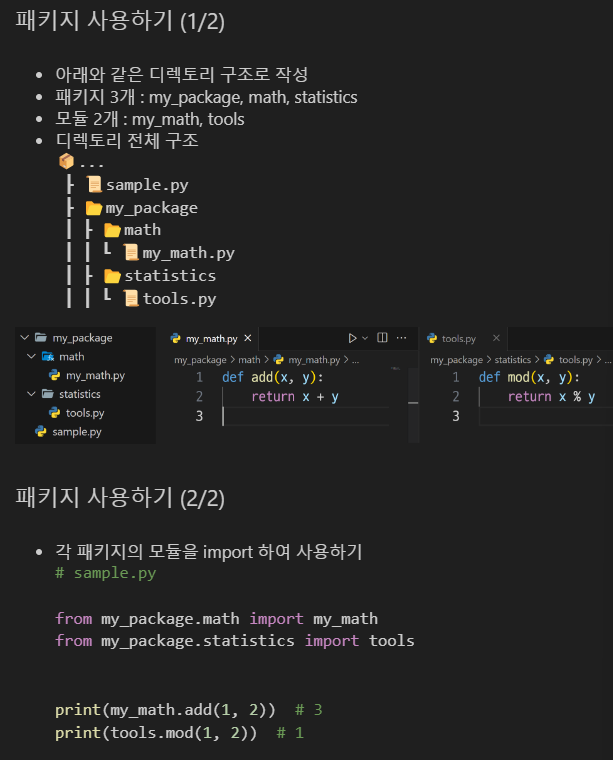 패키지 사용하기 (1/2)
• 아래와 같은 디렉토리 구조로 작성
• 패키지 3개 : my_package, math, statistics
• 모듈 2개 : my_math, tools
• 디렉토리 전체 구조
📦...
┣ 📜sample.py
┣ 📂my_package
┃ ┣ 📂math
┃ ┃ ┗ 📜my_math.py
┃ ┣ 📂statistics
┃ ┃ ┗ 📜tools.py
my_package
math
my_math.py
statistics
tools.py
sample.py
my_math.py ×
my_package > math > my_math.py > ...
1 def add(x, y):
2     return x + y
3
tools.py ×
my_package > statistics > tools.py > ...
1 def mod(x, y):
2     return x % y
3
패키지 사용하기 (2/2)
• 각 패키지의 모듈을 import 하여 사용하기
# sample.py
from my_package.math import my_math
from my_package.statistics import tools
print(my_math.add(1, 2))  # 3
print(tools.mod(1, 2))  # 1